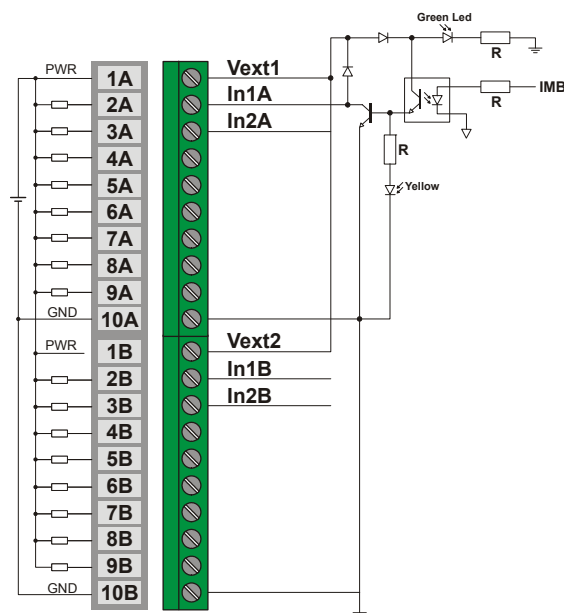 Green Led
R
IMB
R
Yellow
PWR
1A
Vext1
2A
In1A
3A
In2A
4A
5A
6A
7A
8A
9A
GND
10A
PWR
1B
Vext2
2B
In1B
3B
In2B
4B
5B
6B
7B
8B
9B
GND
10B
R